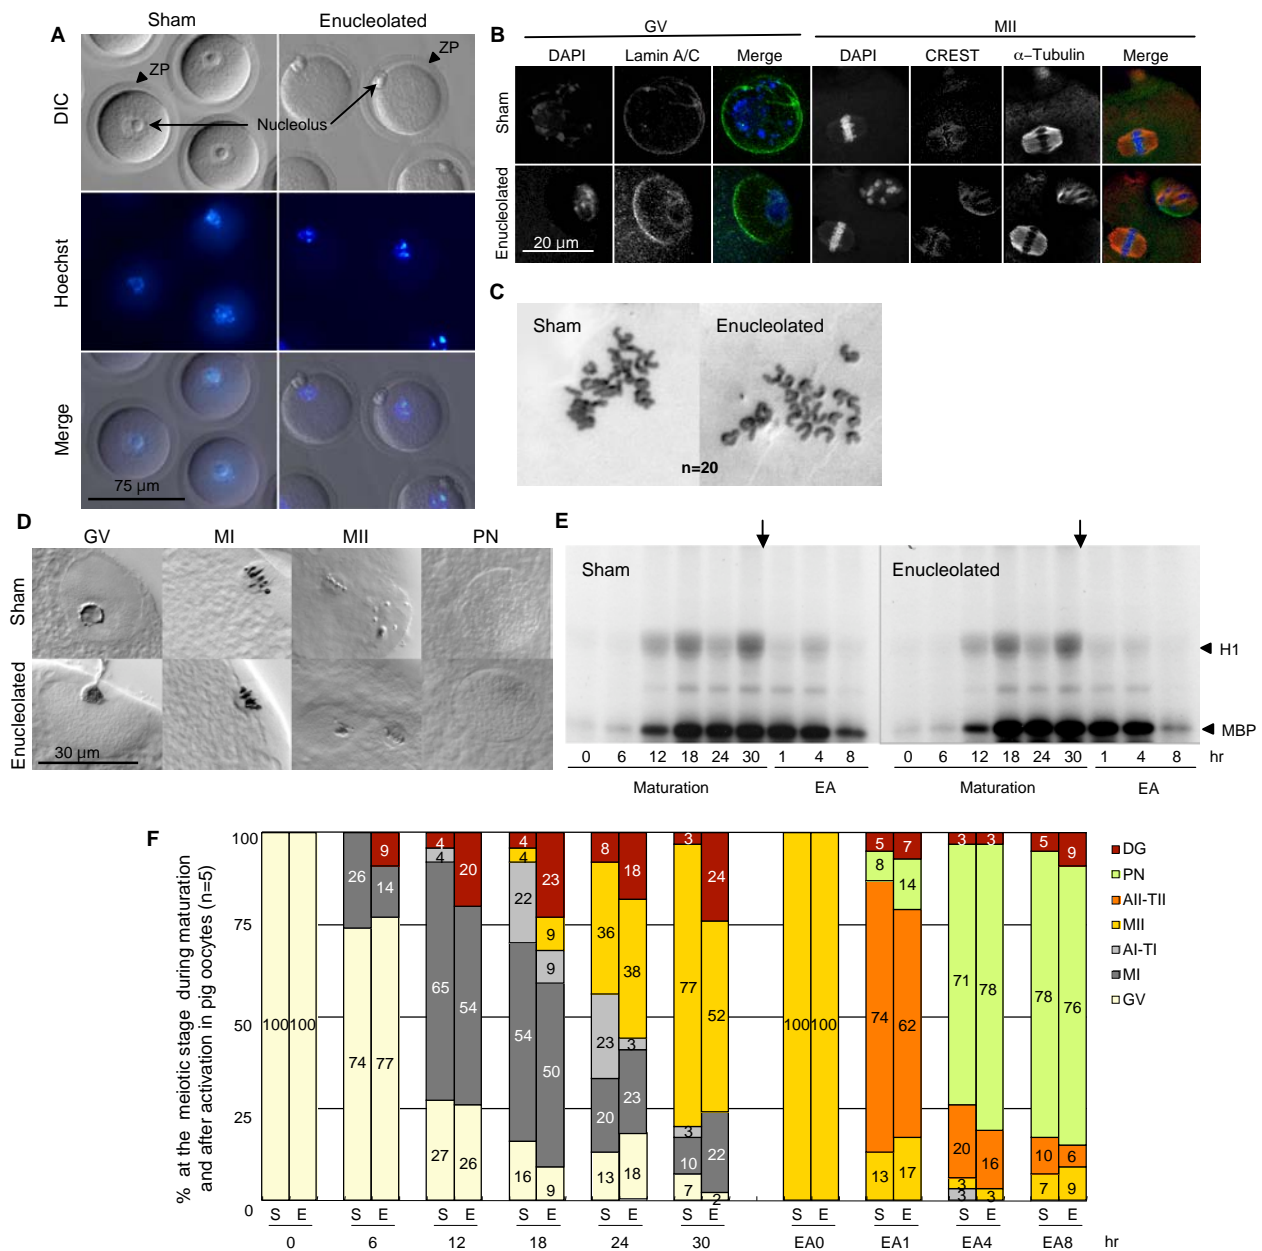 A
Sham Enucleolated
DIC
ZP
ZP
Nucleolus
Hoechst
Merge
75 µm
B
GV MII
DAPI Lamin A/C Merge DAPI CREST α–Tubulin Merge
Sham
Enucleolated
20 µm
C
Sham Enucleolated
n=20
D
GV MI MII PN
Sham
Enucleolated
30 µm
E
Sham Enucleolated
H1
MBP
0 6 12 18 24 30 1 4 8 0 6 12 18 24 30 1 4 8 hr
Maturation EA Maturation EA
F
% at the meiotic stage during maturation
and after activation in pig oocytes (n=5)
100
75
50
25
0
100 100
26 74
9 14 77
4 4 65 27
20 54 26
4 4 22 54 16
23 9 9 50 9
8 36 23 20 13
18 38 3 23 18
3 77 3 10 7
24 52 22 2
100 100
5 8 74 13
7 14 62 17
3 71 20 3 3
3 78 16 3
5 78 10 7
9 76 6 9
S E S E S E S E S E S E S E S E S E S E
0 6 12 18 24 30 EA0 EA1 EA4 EA8 hr
DG
PN
AII-TII
MII
AI-TI
MI
GV